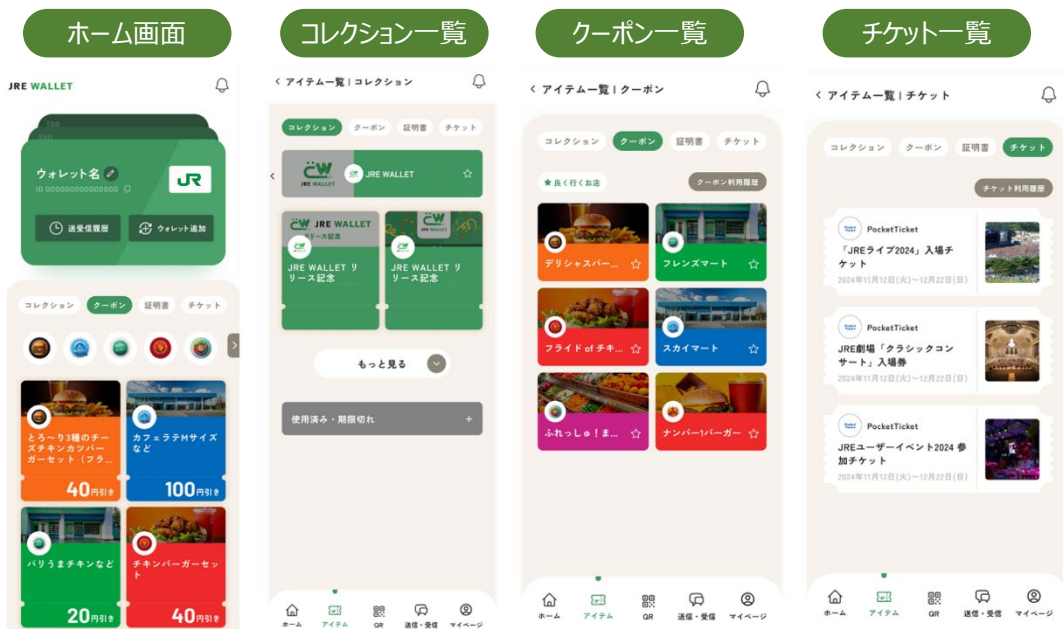 ホーム画面
JRE WALLET
ウォレット名
ID 000000000000000
JR
送受信履歴
ウォレット追加
コレクション
クーポン
証明書
チケット
とろ〜り3種のチー
ズチキンカツバー
ガーセット（フラ...
40円引き
カフェラテMサイズ
など
100円引き
バリうまチキンなど
20円引き
チキンバーガーセッ
ト
40円引き
コレクション一覧
< アイテム一覧 | コレクション
コレクション
クーポン
証明書
チケット
CW
JRE WALLET
JRE WALLET
CW JRE WALLET
リリース記念
JRE WALLET リ
リース記念
CW
JRE WALLET
JRE WALLET リ
リース記念
もっと見る
使用済み・期限切れ
+
ホーム
アイテム
QR
送信・受信
マイページ
クーポン一覧
< アイテム一覧 | クーポン
コレクション
クーポン
証明書
チケット
★良く行くお店
クーポン利用履歴
デリシャスバー...
フレンズマート
フライド of チキ...
スカイマート
ふれっしゅ！ま...
ナンバー1バーガー
ホーム
アイテム
QR
送信・受信
マイページ
チケット一覧
< アイテム一覧 | チケット
コレクション
クーポン
証明書
チケット
チケット利用履歴
PocketTicket
「JREライブ2024」入場チ
ケット
2024年11月12日(火)〜12月22日(日)
PocketTicket
JRE劇場「クラシックコン
サート」入場券
2024年11月12日(火)〜12月22日(日)
PocketTicket
JREユーザーイベント2024 参
加チケット
2024年11月12日(火)〜12月22日(日)
ホーム
アイテム
QR
送信・受信
マイページ